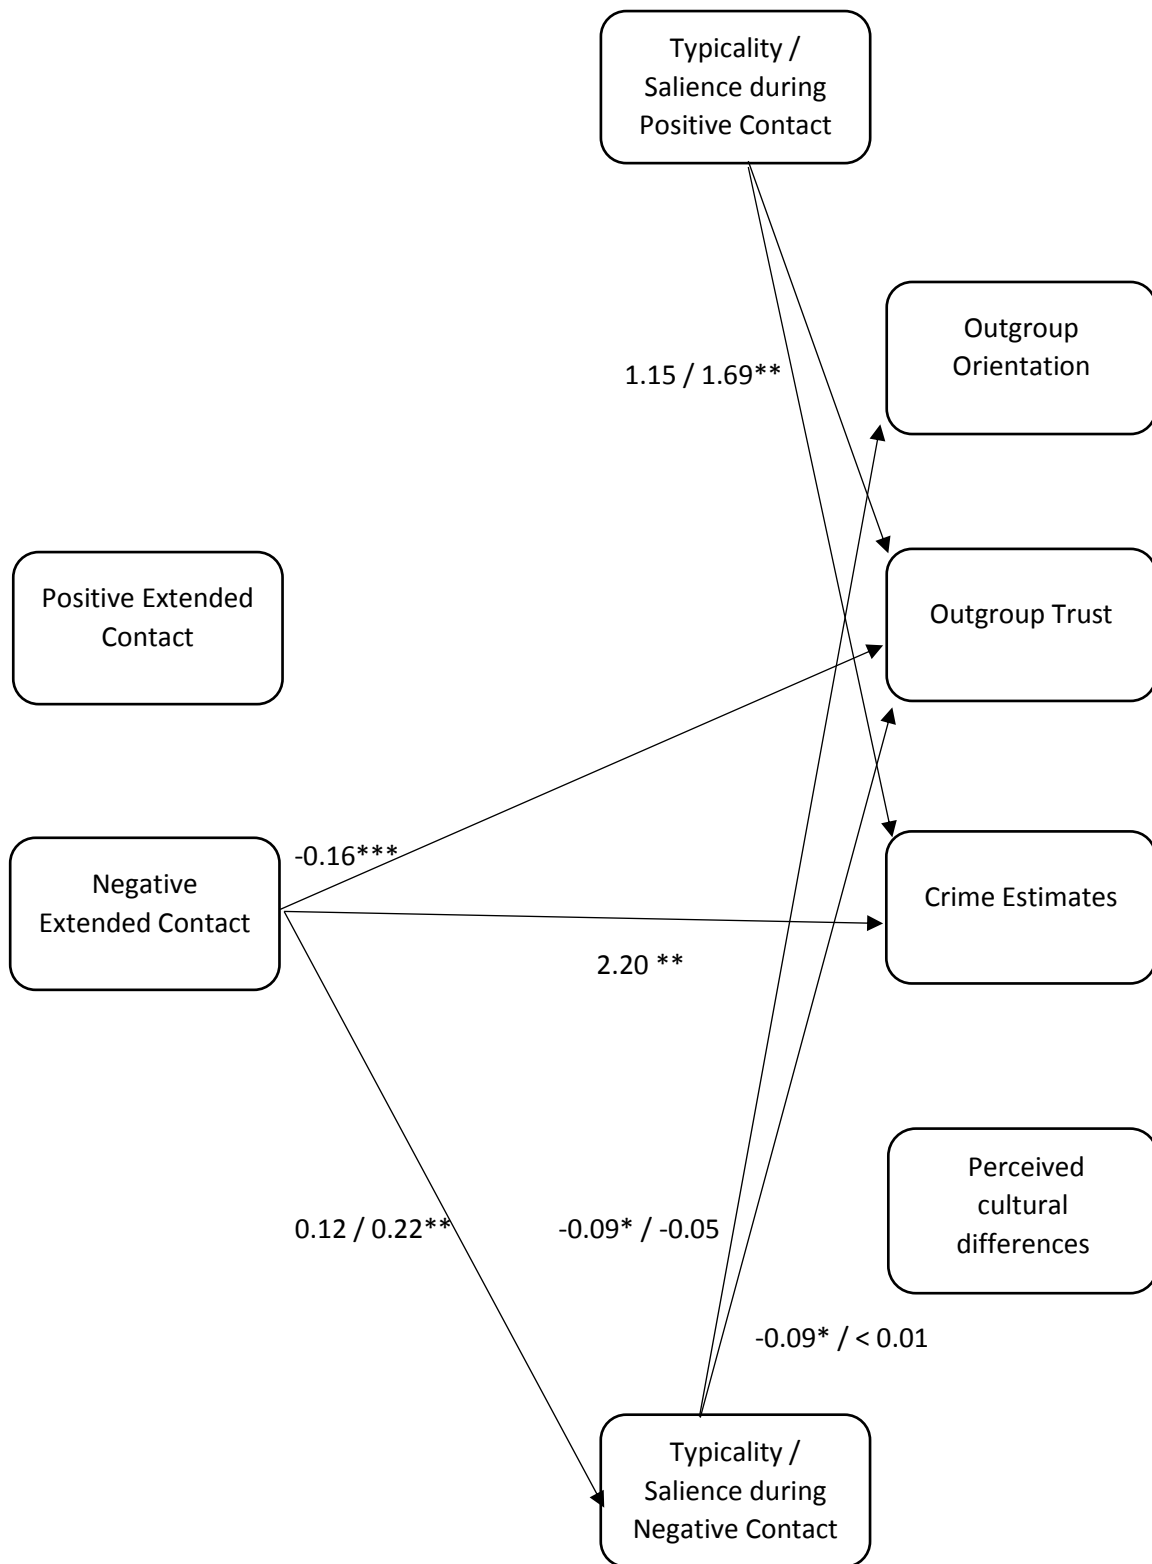 Typicality /
Salience during
Positive Contact
Outgroup
Orientation
1.15 / 1.69**
Positive Extended
Contact
Outgroup Trust
-0.16***
Negative
Extended Contact
Crime Estimates
2.20 **
Perceived
cultural
differences
0.12 / 0.22**
-0.09* / -0.05
-0.09* / < 0.01
Typicality /
Salience during
Negative Contact